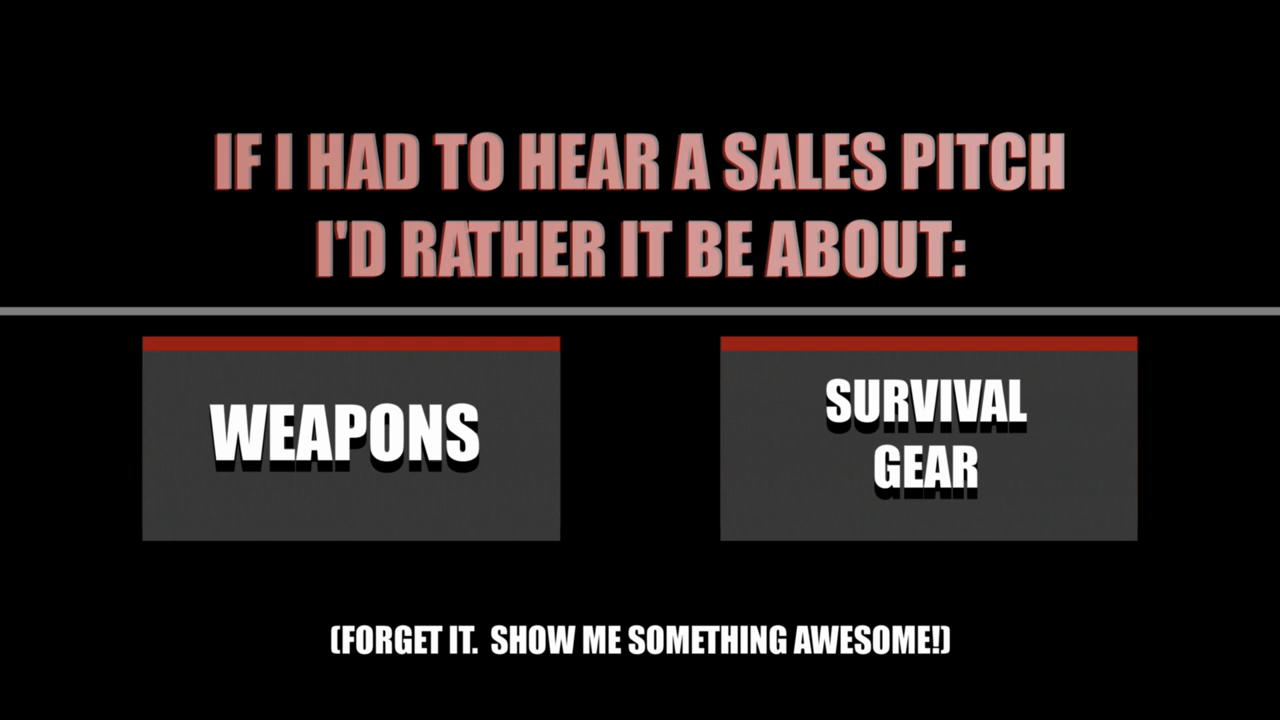 IF I HAD TO HEAR A SALES PITCH
I'D RATHER IT BE ABOUT:
WEAPONS
SURVIVAL
GEAR
(FORGET IT.  SHOW ME SOMETHING AWESOME!)